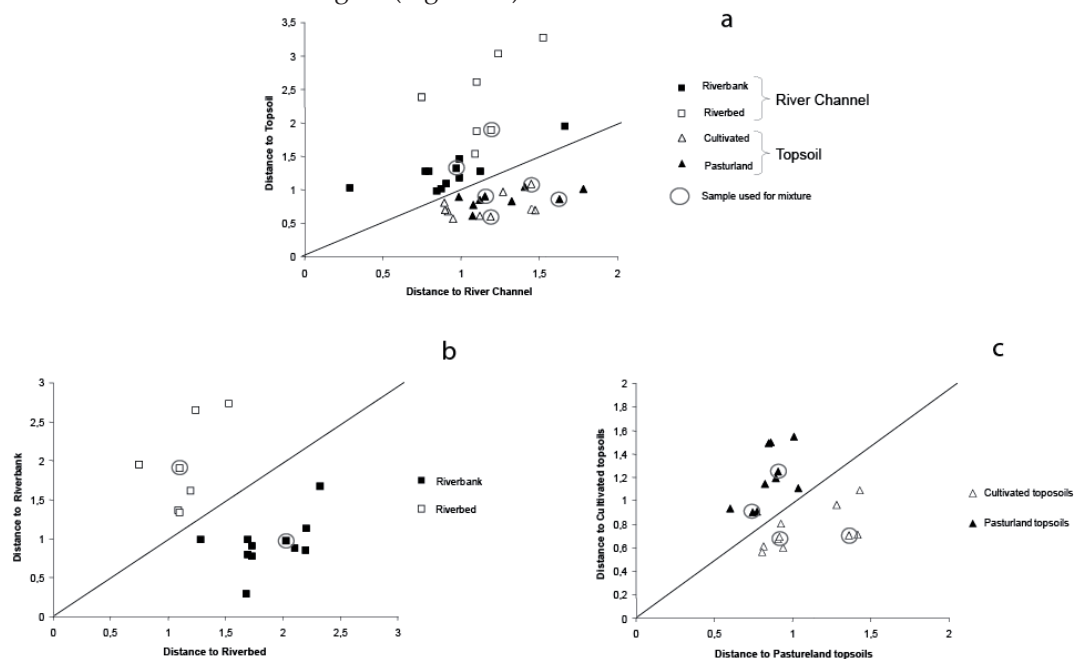 a
3,5
3
2,5
2
1,5
1
0,5
0
Distance to Topsoil
0
0,5
1
1,5
2
Distance to River Channel
Riverbank
Riverbed
River Channel
Cultivated
Pasturland
Topsoil
Sample used for mixture
b
3
2,5
2
1,5
1
0,5
0
Distance to Riverbank
0
0,5
1
1,5
2
2,5
3
Distance to Riverbed
Riverbank
Riverbed
c
2
1,8
1,6
1,4
1,2
1
0,8
0,6
0,4
0,2
0
Distance to Cultivated topsoils
0
0,5
1
1,5
2
Distance to Pastureland topsoils
Cultivated toposoils
Pasturland topsoils